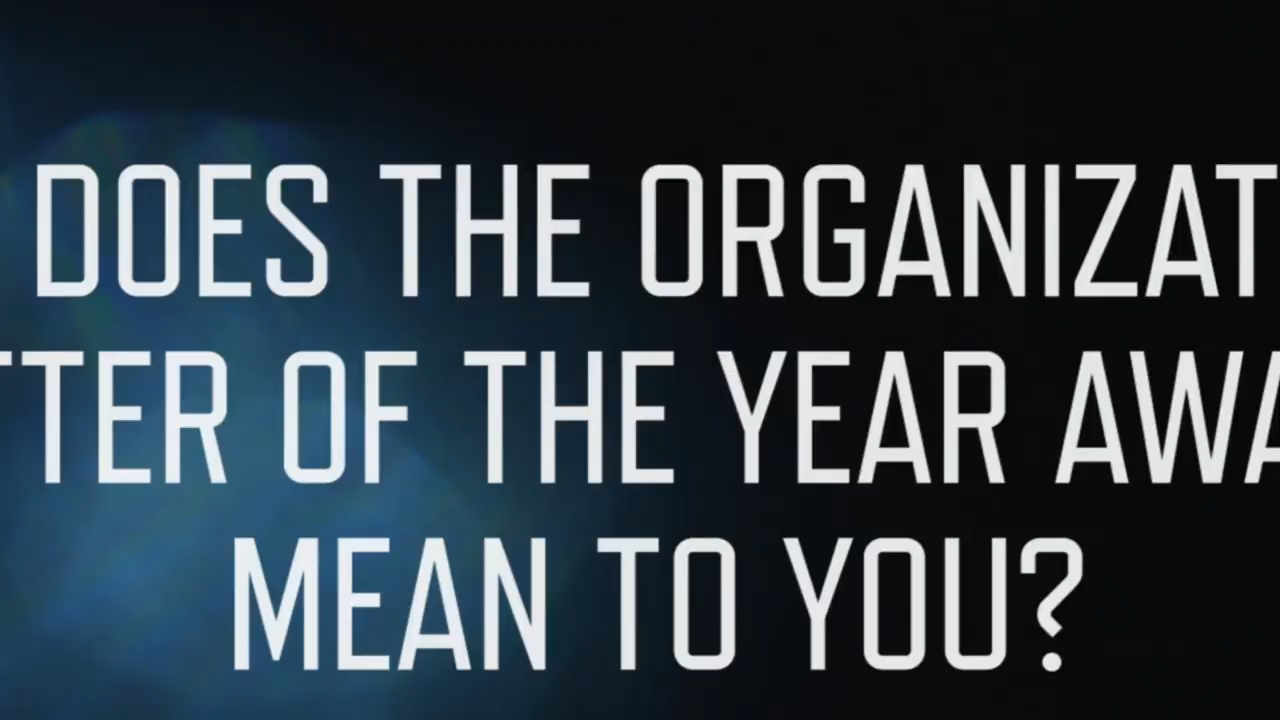 DOES THE ORGANIZAT
TTER OF THE YEAR AWA
MEAN TO YOU?